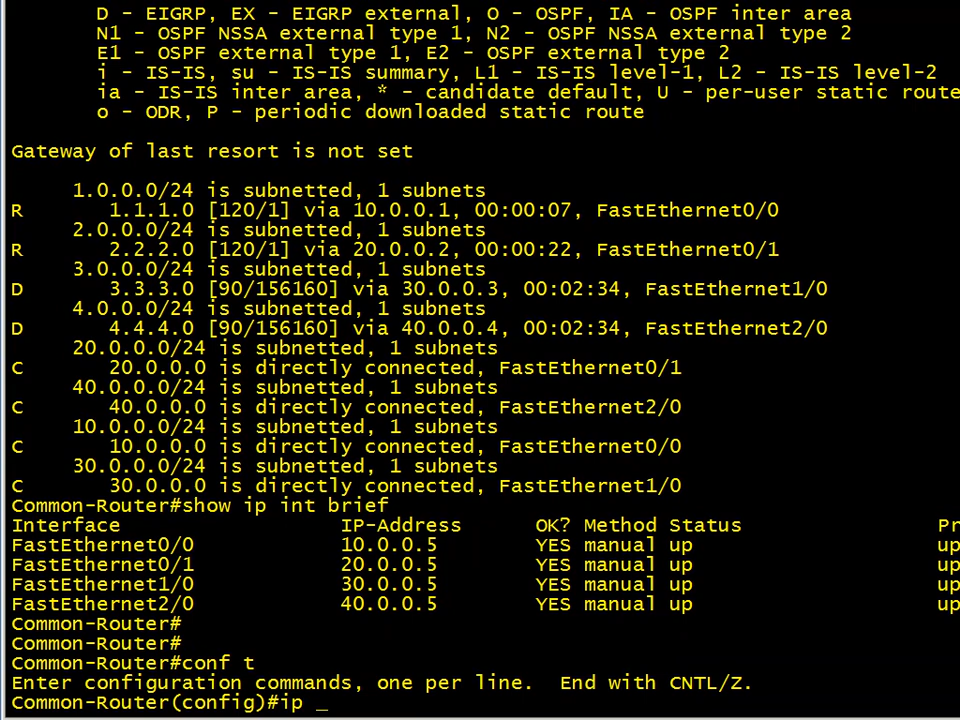 D - EIGRP, EX - EIGRP external, O - OSPF, IA - OSPF inter area
N1 - OSPF NSSA external type 1, N2 - OSPF NSSA external type 2
E1 - OSPF external type 1, E2 - OSPF external type 2
i - IS-IS, su - IS-IS summary, L1 - IS-IS level-1, L2 - IS-IS level-2
ia - IS-IS inter area, * - candidate default, U - per-user static route
o - ODR, P - periodic downloaded static route
Gateway of last resort is not set
1.0.0.0/24 is subnetted, 1 subnets
R 1.1.1.0 [120/1] via 10.0.0.1, 00:00:07, FastEthernet0/0
2.0.0.0/24 is subnetted, 1 subnets
R 2.2.2.0 [120/1] via 20.0.0.2, 00:00:22, FastEthernet0/1
3.0.0.0/24 is subnetted, 1 subnets
D 3.3.3.0 [90/156160] via 30.0.0.3, 00:02:34, FastEthernet1/0
4.0.0.0/24 is subnetted, 1 subnets
D 4.4.4.0 [90/156160] via 40.0.0.4, 00:02:34, FastEthernet2/0
20.0.0.0/24 is subnetted, 1 subnets
C 20.0.0.0 is directly connected, FastEthernet0/1
40.0.0.0/24 is subnetted, 1 subnets
C 40.0.0.0 is directly connected, FastEthernet2/0
10.0.0.0/24 is subnetted, 1 subnets
C 10.0.0.0 is directly connected, FastEthernet0/0
30.0.0.0/24 is subnetted, 1 subnets
C 30.0.0.0 is directly connected, FastEthernet1/0
Common-Router#show ip int brief
Interface IP-Address OK? Method Status Pr
FastEthernet0/0 10.0.0.5 YES manual up up
FastEthernet0/1 20.0.0.5 YES manual up up
FastEthernet1/0 30.0.0.5 YES manual up up
FastEthernet2/0 40.0.0.5 YES manual up up
Common-Router#
Common-Router#
Common-Router#conf t
Enter configuration commands, one per line.  End with CNTL/Z.
Common-Router(config)#ip _